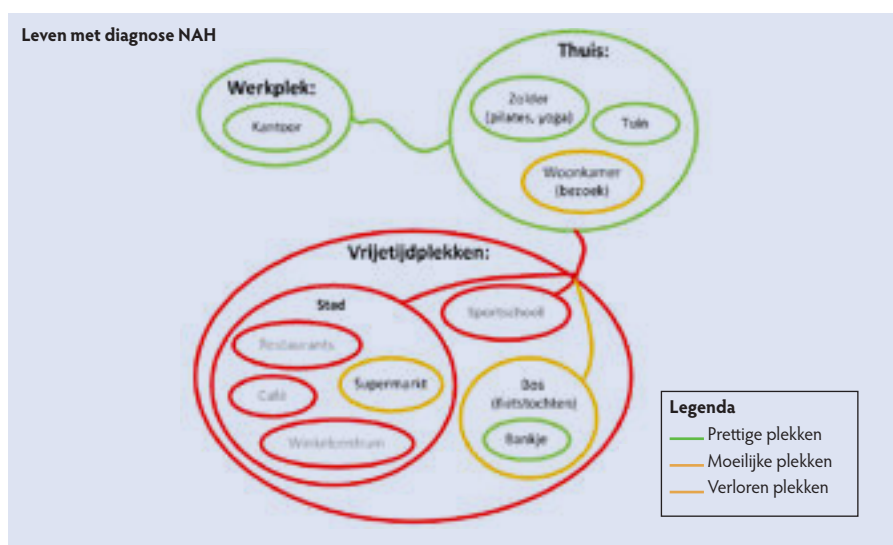 Leven met diagnose NAH
Werkplek:
Kantoor
Thuis:
Zolder
(pilates, yoga)
Tuin
Woonkamer
(bezoek)
Vrijetijdplekken:
Stad
Restaurants
Café
Supermarkt
Winkelcentrum
Sportschool
Bos
(fietstochten)
Bankje
Legenda
Prettige plekken
Moeilijke plekken
Verloren plekken